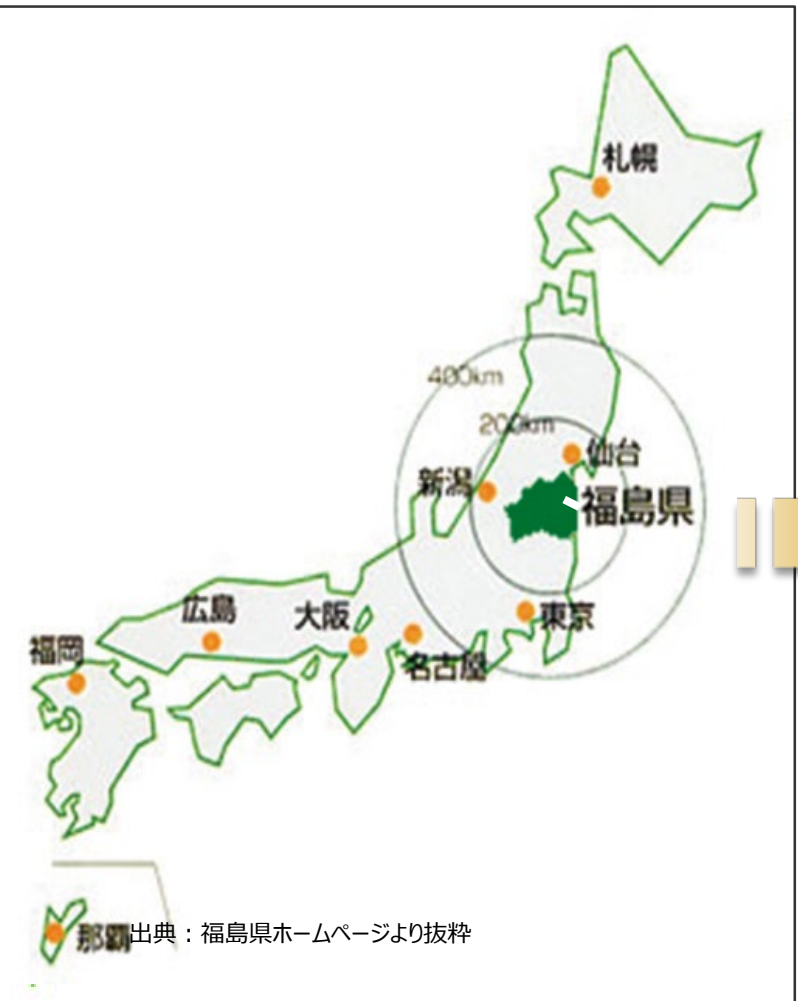 札幌
400km
200km
仙台
新潟
福島県
広島
大阪
東京
福岡
名古屋
那覇
出典：福島県ホームページより抜粋